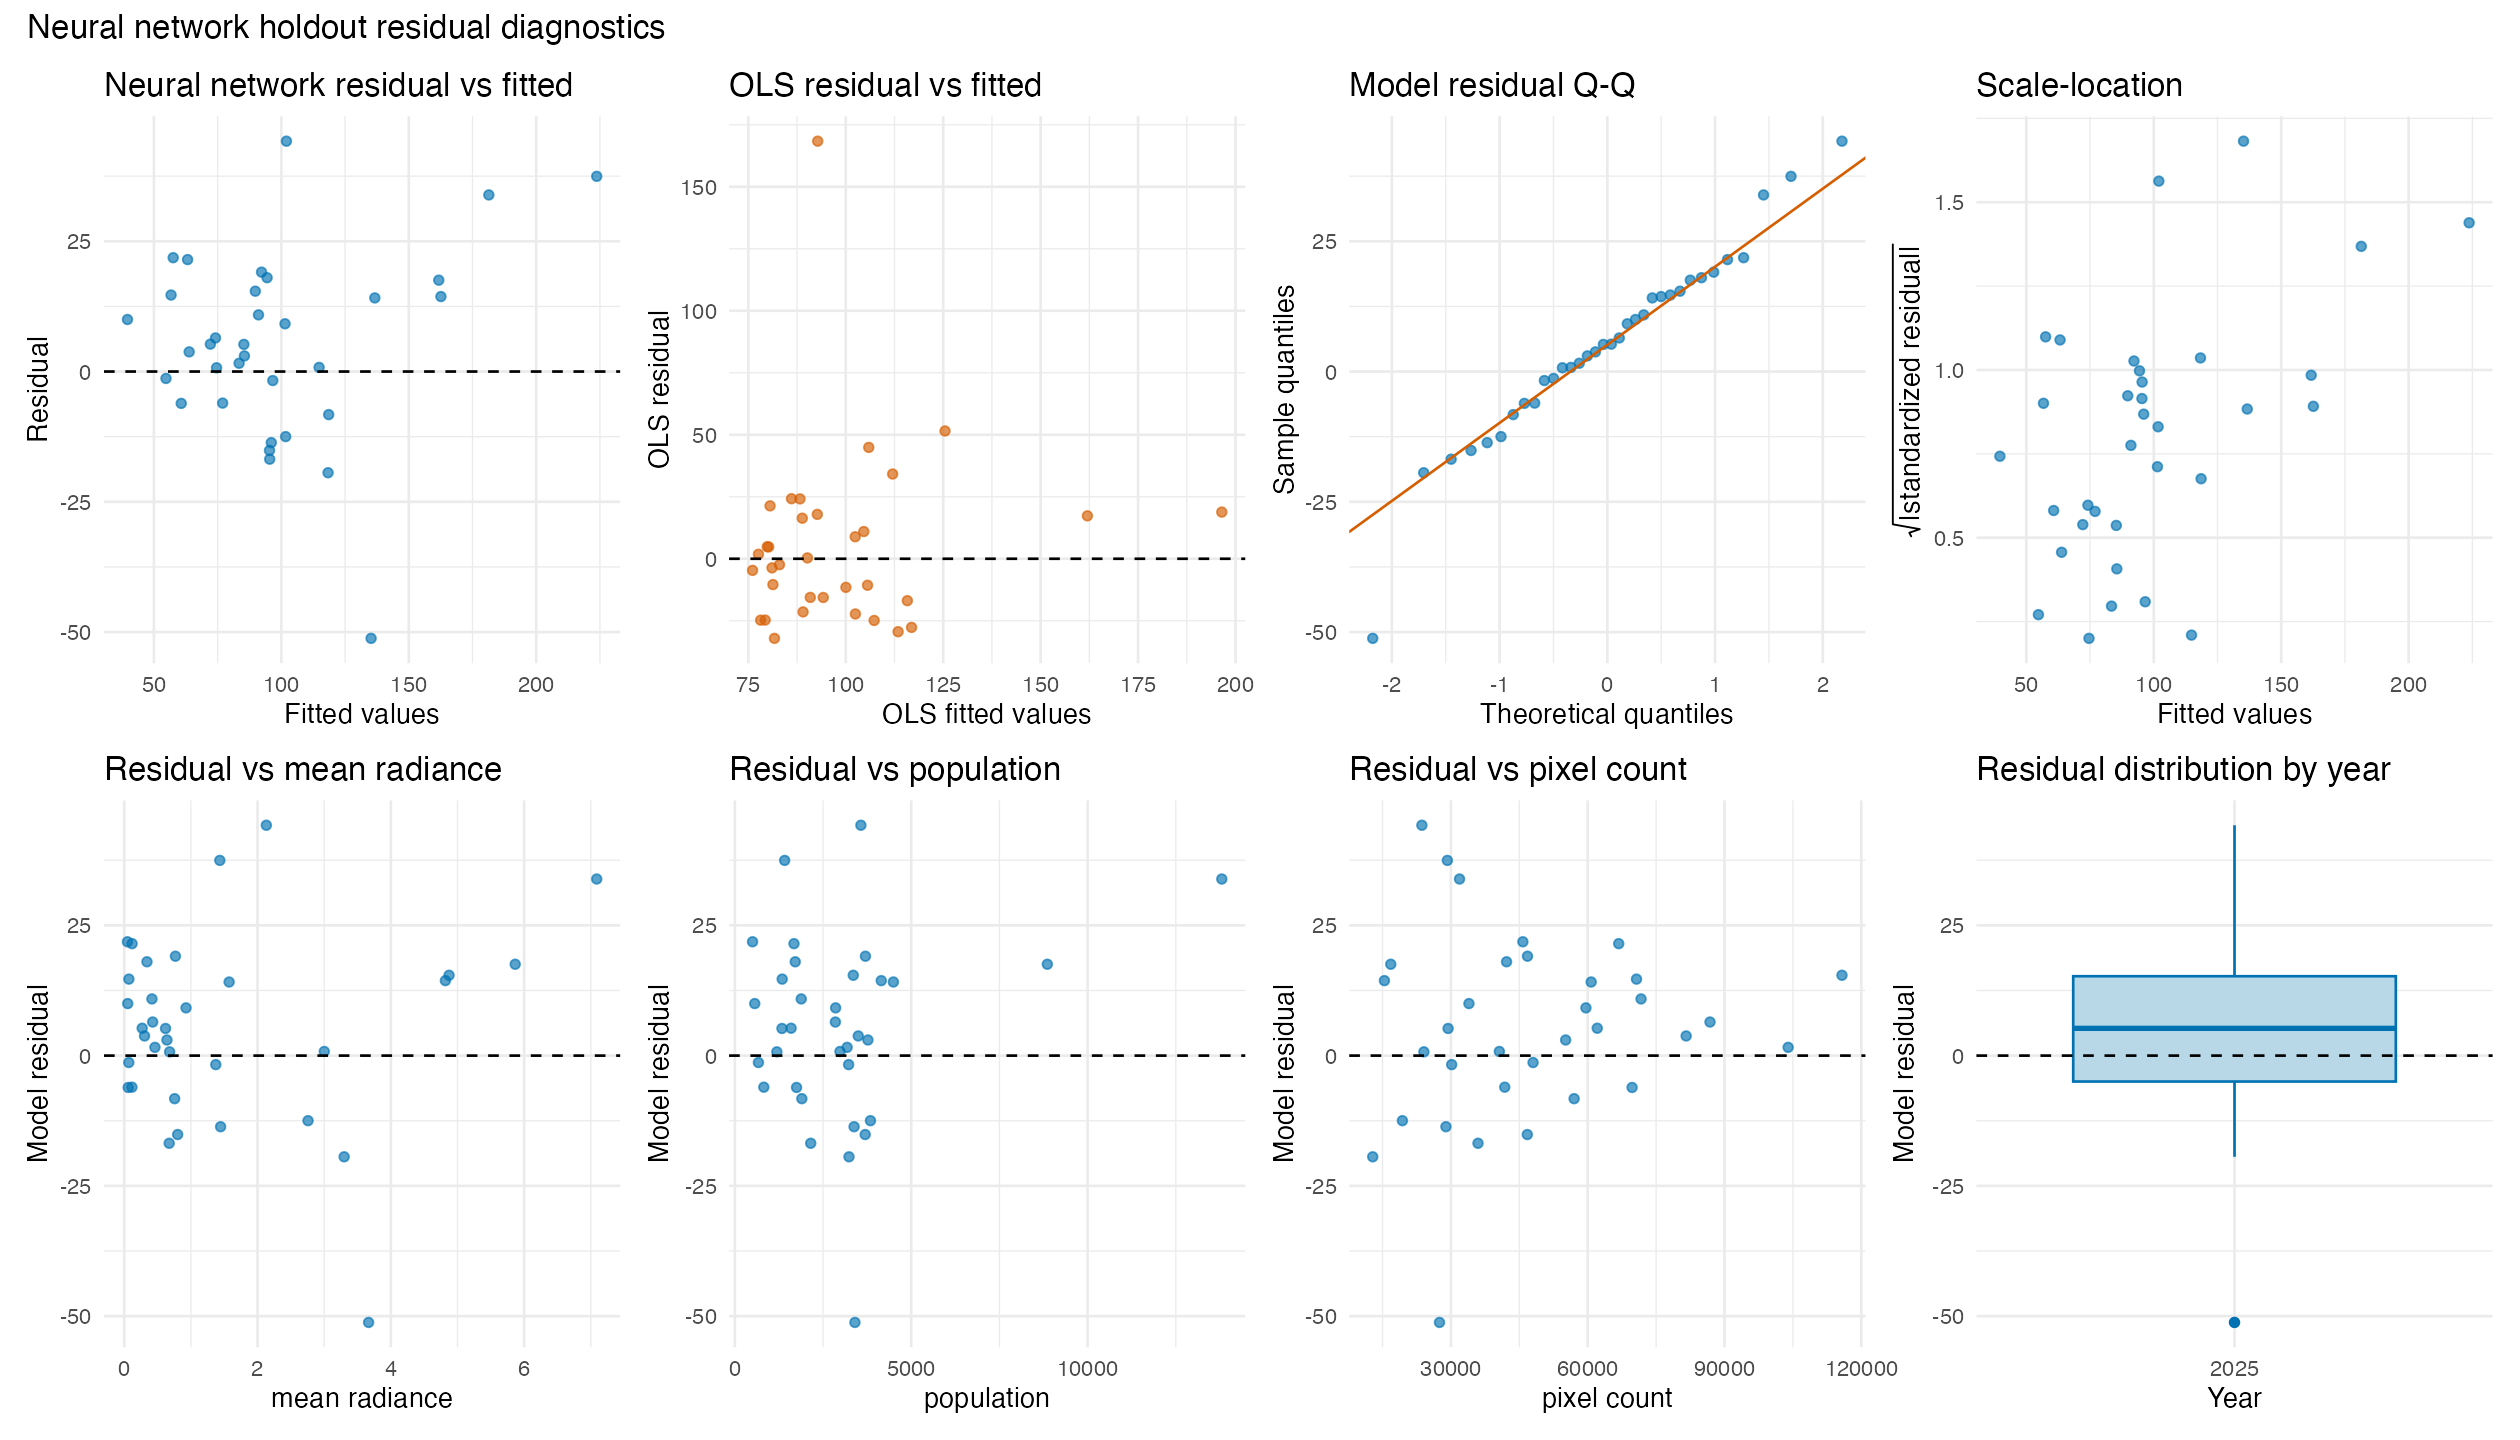 Neural network holdout residual diagnostics
Neural network residual vs fitted
Residual
25
0
-25
-50
50 100 150 200
Fitted values
OLS residual vs fitted
OLS residual
150
100
50
0
75 100 125 150 175 200
OLS fitted values
Model residual Q-Q
Sample quantiles
25
0
-25
-50
-2 -1 0 1 2
Theoretical quantiles
Scale-location
√|standardized residual|
1.5
1.0
0.5
50 100 150 200
Fitted values
Residual vs mean radiance
Model residual
25
0
-25
-50
0 2 4 6
mean radiance
Residual vs population
Model residual
25
0
-25
-50
0 5000 10000
population
Residual vs pixel count
Model residual
25
0
-25
-50
30000 60000 90000 120000
pixel count
Residual distribution by year
Model residual
25
0
-25
-50
2025
Year